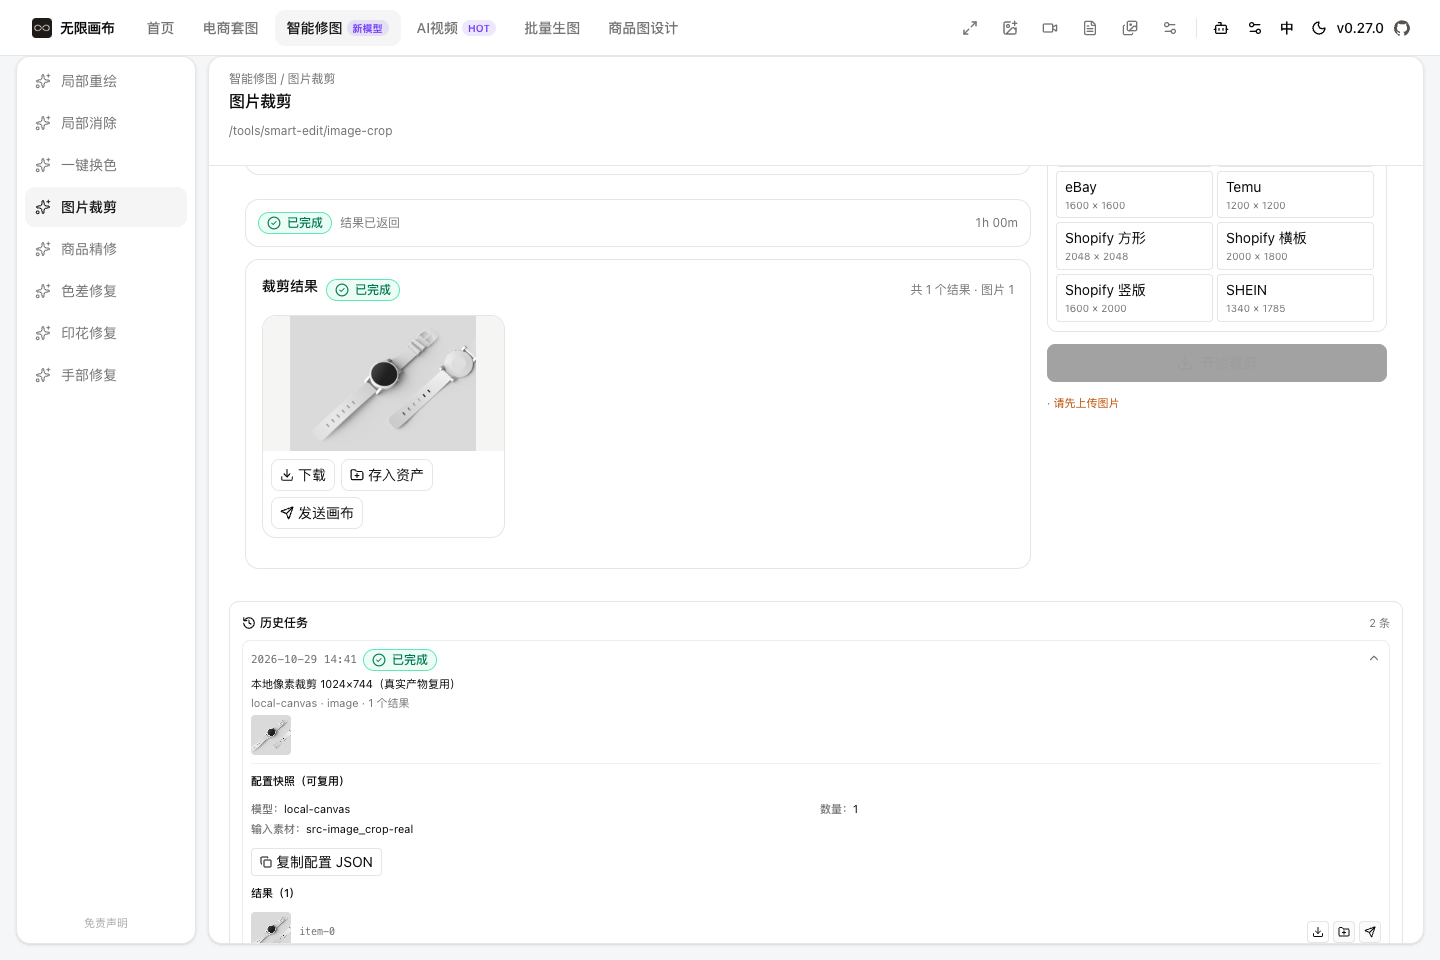 无限画布
首页
电商套图
智能修图 新模型
AI视频 HOT
批量生图
商品图设计
中
v0.27.0
局部重绘
局部消除
一键换色
图片裁剪
商品精修
色差修复
印花修复
手部修复
免责声明
智能修图 / 图片裁剪
图片裁剪
/tools/smart-edit/image-crop
已完成 结果已返回 1h 00m
裁剪结果 已完成 共 1 个结果 · 图片 1
下载 存入资产
发送画布
eBay
1600 × 1600
Temu
1200 × 1200
Shopify 方形
2048 × 2048
Shopify 横板
2000 × 1800
Shopify 竖版
1600 × 2000
SHEIN
1340 × 1785
开始裁剪
· 请先上传图片
历史任务 2 条
2026-10-29 14:41 已完成
本地像素裁剪 1024×744（真实产物复用）
local-canvas · image · 1 个结果
配置快照（可复用）
模型：local-canvas 数量：1
输入素材：src-image_crop-real
复制配置 JSON
结果（1）
item-0